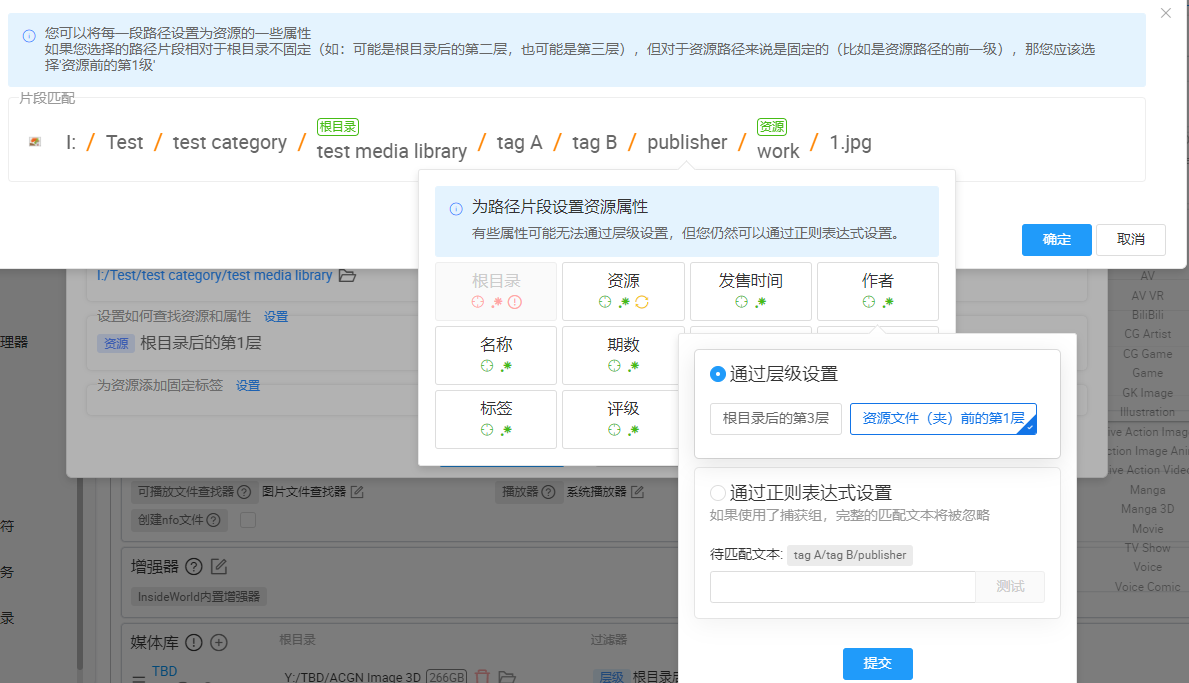 您可以将每一段路径设置为资源的一些属性
如果您选择的路径片段相对于根目录不固定（如：可能是根目录后的第二层，也可能是第三层），但对于资源路径来说是固定的（比如是资源路径的前一级），那您应该选
择'资源前的第1级'
片段匹配
根目录 资源
I: / Test / test category / test media library / tag A / tag B / publisher / work / 1.jpg
为路径片段设置资源属性
有些属性可能无法通过层级设置，但您仍然可以通过正则表达式设置。
确定 取消
根目录 资源 发售时间 作者
名称 期数
标签 评级
通过层级设置
根目录后的第3层 资源文件（夹）前的第1层
通过正则表达式设置
如果使用了捕获组，完整的匹配文本将被忽略
待匹配文本: tag A/tag B/publisher
测试
提交
I:/Test/test category/test media library
设置如何查找资源和属性 设置
资源 根目录后的第1层
为资源添加固定标签 设置
理器
符
务
录
可播放文件查找器 图片文件查找器 播放器 系统播放器
创建nfo文件
增强器
InsideWorld内置增强器
媒体库 根目录 过滤器
TBD
Y:/TBD/ACGN Image 3D 266GB 层级 根目录后
AV
AV VR
BiliBili
CG Artist
CG Game
Game
GK Image
Illustration
ive Action Imag
ction Image Ani
ive Action Video
Manga
Manga 3D
Movie
TV Show
Voice
Voice Comic